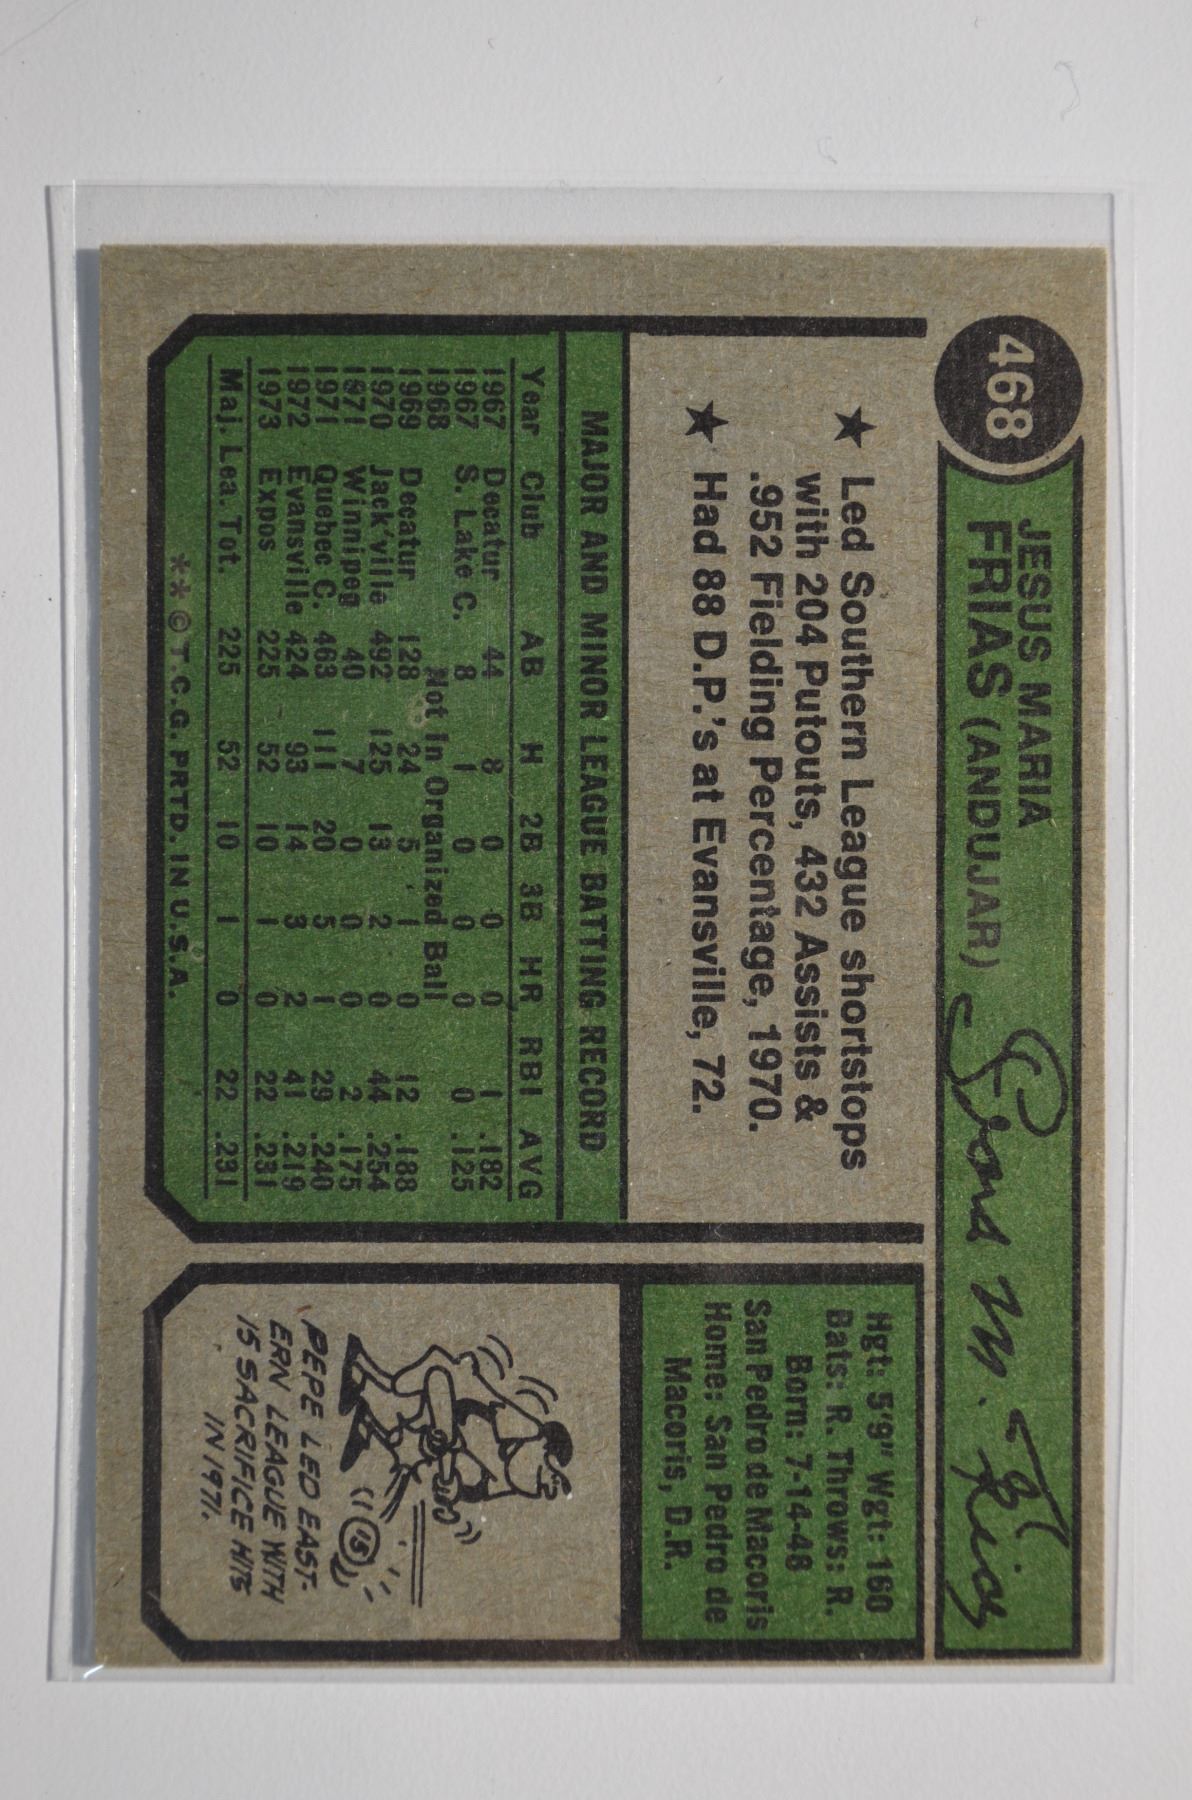 468
JESUS MARIA
FRIAS (ANDUJAR)
Jesus M. Frias
★ Led Southern League shortstops
with 204 Putouts, 432 Assists &
.952 Fielding Percentage, 1970.
★ Had 88 D.P.'s at Evansville, 72.
Hgt: 5'9" Wgt: 160
Bats: R. Throws: R.
Born: 7-14-48
San Pedro de Macoris
Home: San Pedro de
Macoris, D.R.
MAJOR AND MINOR LEAGUE BATTING RECORD
Year Club AB H 2B 3B HR RBI AVG
1967 Decatur 44 8 0 0 0 1 .182
1967 S. Lake C. 8 1 0 0 0 0 .125
1968 Not In Organized Ball
1969 Decatur 128 24 5 1 0 12 .188
1970 Jack'ville 492 125 13 2 0 44 .254
1971 Winnipeg 40 7 0 0 0 2 .175
1971 Quebec C. 463 111 20 5 1 29 .240
1972 Evansville 424 93 14 3 2 41 .219
1973 Expos 225 52 10 1 0 22 .231
Maj. Lea. Tot. 225 52 10 1 0 22 .231
**© T.C.G. PRTD. IN U.S.A.
15
PEPE LED EAST-
ERN LEAGUE WITH
15 SACRIFICE HITS
IN 1971.